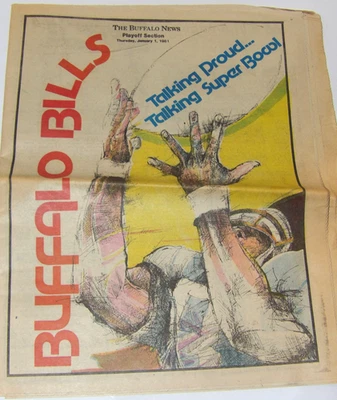 THE BUFFALO NEWS
Playoff Section
Thursday, January 1, 1981
BUFFALO BILLS
Talking Proud...
Talking Super Bowl!